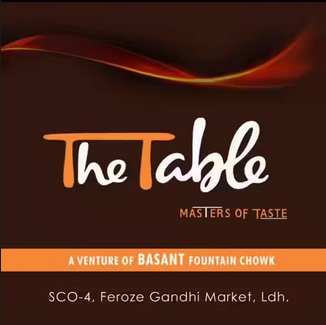 The Table
MASTERS OF TASTE
A VENTURE OF BASANT FOUNTAIN CHOWK
SCO-4, Feroze Gandhi Market, Ldh.